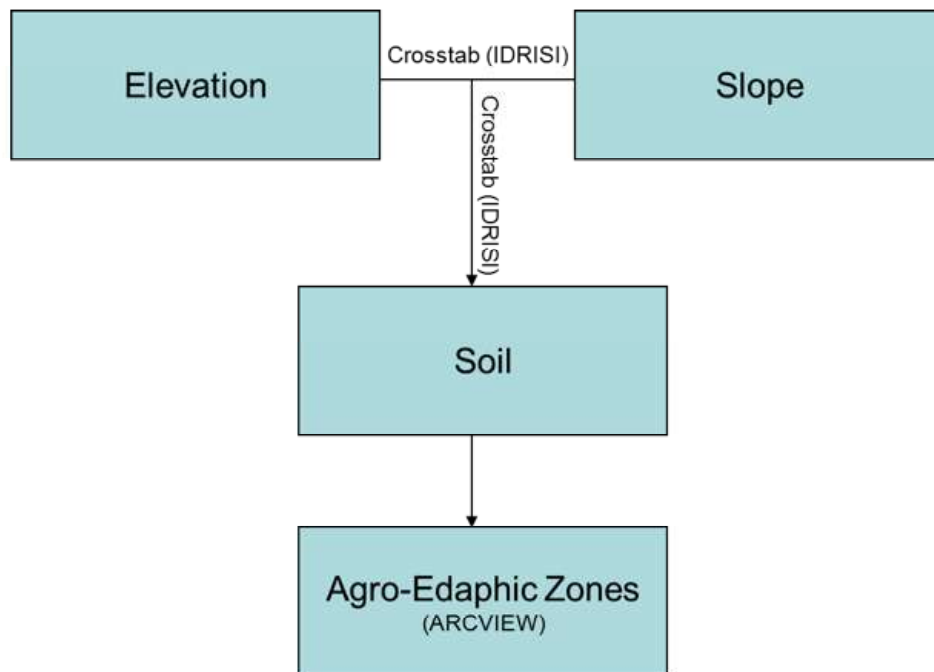 Elevation
Crosstab (IDRISI)
Slope
Crosstab (IDRISI)
Soil
Agro-Edaphic Zones
(ARCVIEW)